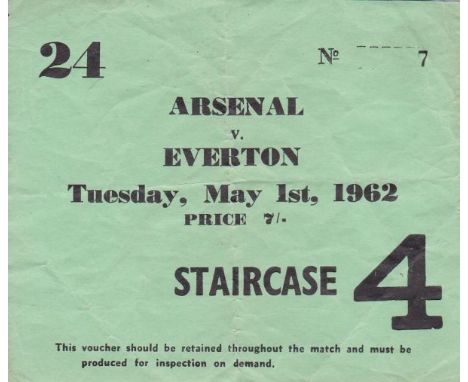 24
Nº 7
ARSENAL
v.
EVERTON
Tuesday, May 1st, 1962
PRICE 7/-
STAIRCASE 4
This voucher should be retained throughout the match and must be
produced for inspection on demand.